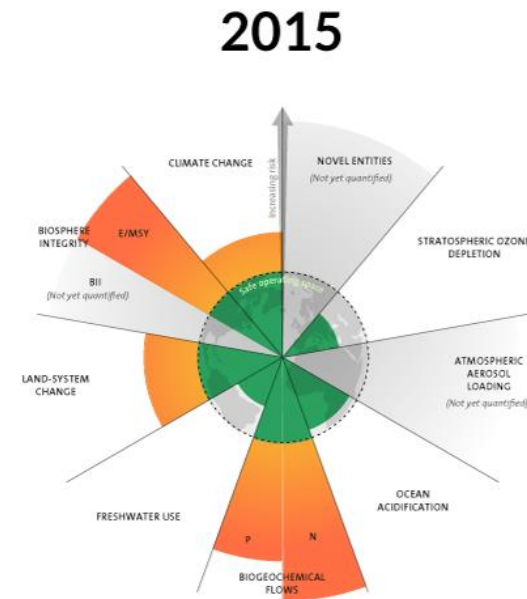 2015
Increasing risk
CLIMATE CHANGE
NOVEL ENTITIES
(Not yet quantified)
STRATOSPHERIC OZONE
DEPLETION
ATMOSPHERIC
AEROSOL
LOADING
(Not yet quantified)
OCEAN
ACIDIFICATION
N
P
BIOGEOCHEMICAL
FLOWS
FRESHWATER USE
LAND-SYSTEM
CHANGE
BII
(Not yet quantified)
BIOSPHERE
INTEGRITY
E/MSY
Safe operating space